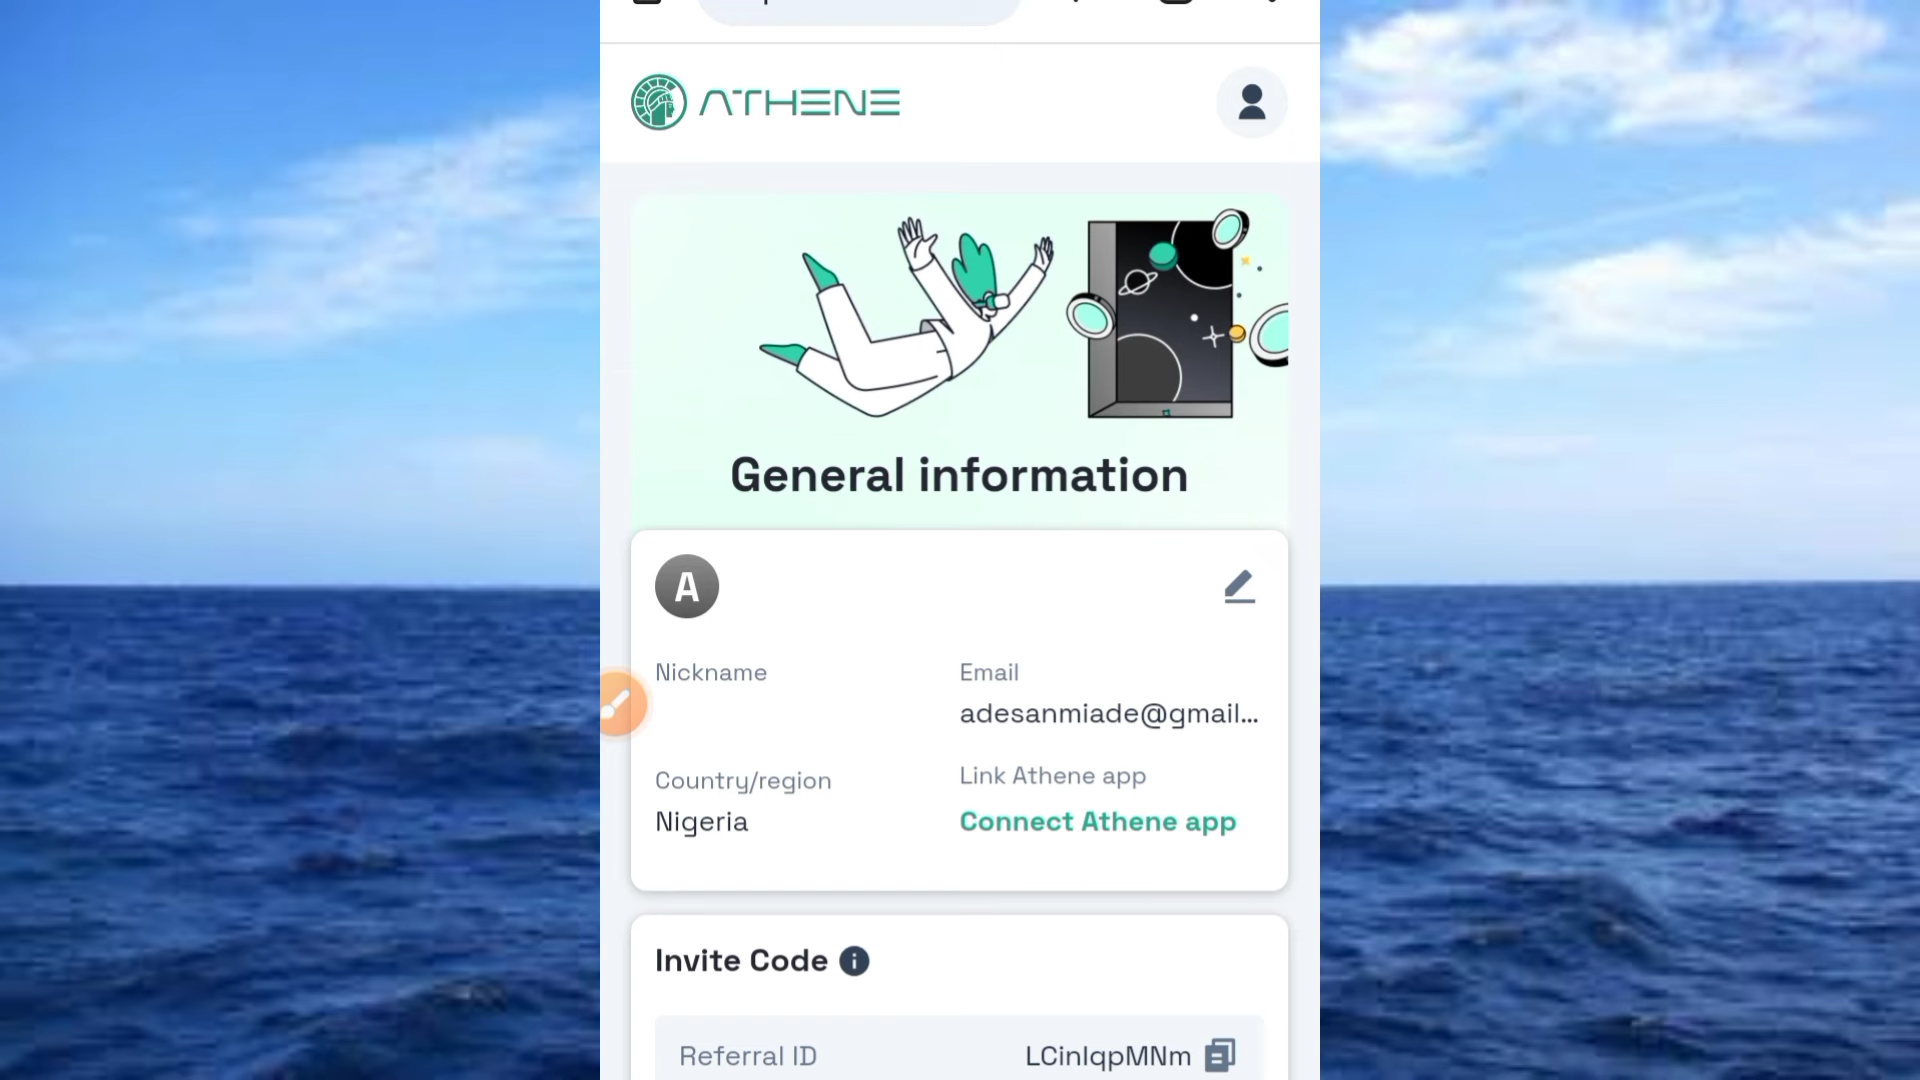 ATHENE
General information
A
Nickname
Email
adesanmiade@gmail...
Country/region
Link Athene app
Nigeria
Connect Athene app
Invite Code
Referral ID
LCinIqpMNm